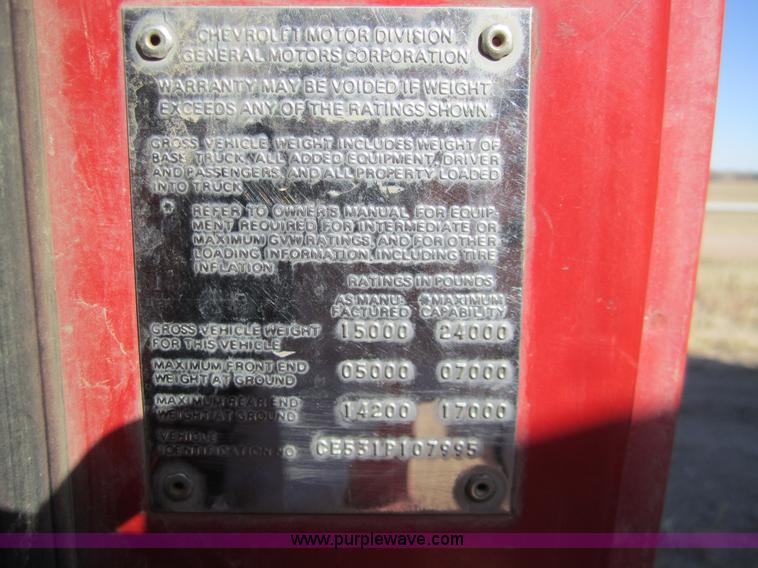 CHEVROLET MOTOR DIVISION
GENERAL MOTORS CORPORATION
WARRANTY MAY BE VOIDED IF WEIGHT
EXCEEDS ANY OF THE RATINGS SHOWN.
GROSS VEHICLE WEIGHT INCLUDES WEIGHT OF
BASE TRUCK, ALL ADDED EQUIPMENT, DRIVER
AND PASSENGERS, AND ALL PROPERTY LOADED
INTO TRUCK
* REFER TO OWNER'S MANUAL FOR EQUIP-
MENT REQUIRED FOR INTERMEDIATE OR
MAXIMUM GVW RATINGS, AND FOR OTHER
LOADING INFORMATION, INCLUDING TIRE
INFLATION
RATINGS IN POUNDS
AS MANU- *MAXIMUM
FACTURED CAPABILITY
GROSS VEHICLE WEIGHT
FOR THIS VEHICLE 15000 24000
MAXIMUM FRONT END
WEIGHT AT GROUND 05000 07000
MAXIMUM REAR END
WEIGHT AT GROUND 14200 17000
VEHICLE
IDENTIFICATION NO CE531P107995
www.purplewave.com